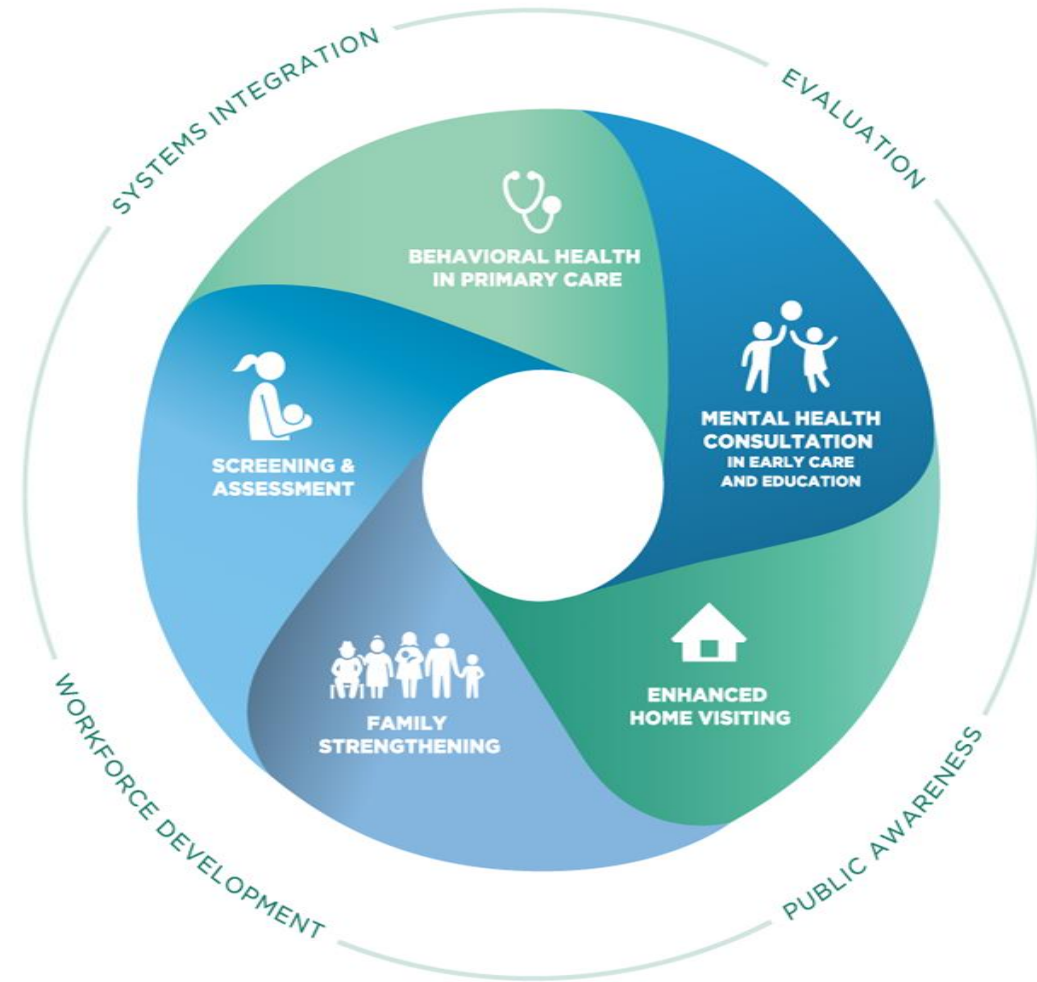 SYSTEMS INTEGRATION
EVALUATION
BEHAVIORAL HEALTH
IN PRIMARY CARE
MENTAL HEALTH
CONSULTATION
IN EARLY CARE
AND EDUCATION
SCREENING &
ASSESSMENT
ENHANCED
HOME VISITING
FAMILY
STRENGTHENING
WORKFORCE DEVELOPMENT
PUBLIC AWARENESS